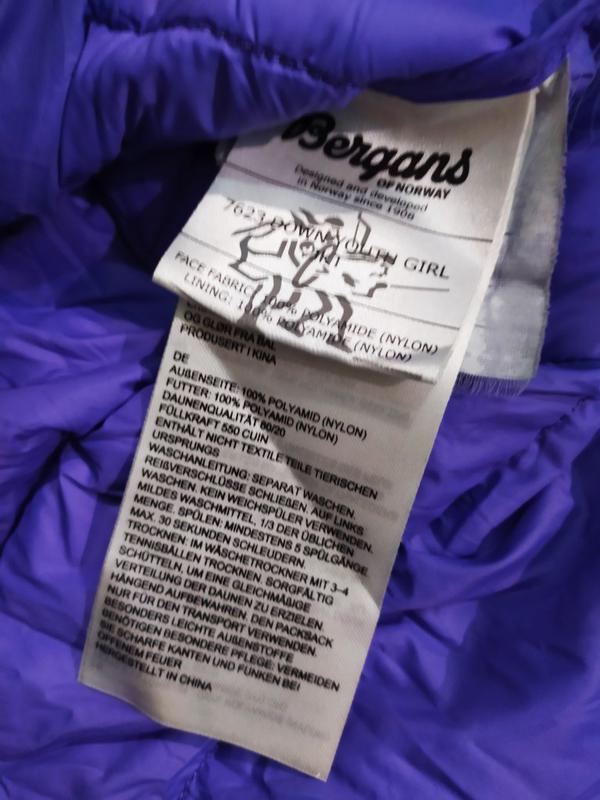 Bergans
OF NORWAY
Designed and developed
in Norway since 1908
7623 DOWN YOUTH GIRL
FACE FABRIC: 100% POLYAMIDE (NYLON)
LINING: 100% POLYAMIDE (NYLON)
OG GLØR FRA BÅL
PRODUSERT I KINA
DE
AUßENSEITE: 100% POLYAMID (NYLON)
FUTTER: 100% POLYAMID (NYLON)
DAUNENQUALITÄT 80/20
FÜLLKRAFT 550 CUIN
ENTHÄLT NICHT TEXTILE TEILE TIERISCHEN
URSPRUNGS
WASCHANLEITUNG: SEPARAT WASCHEN.
REIßVERSCHLÜSSE SCHLIEßEN. AUF LINKS
WASCHEN. KEIN WEICHSPÜLER VERWENDEN.
MILDES WASCHMITTEL, 1/3 DER ÜBLICHEN
MENGE. SPÜLEN: MINDESTENS 5 SPÜLGÄNGE.
MAX. 30 SEKUNDEN SCHLEUDERN.
TROCKNEN: IM WÄSCHETROCKNER MIT 3–4
TENNISBÄLLEN TROCKNEN. SORGFÄLTIG
SCHÜTTELN, UM EINE GLEICHMÄßIGE
VERTEILUNG DER DAUNEN ZU ERZIELEN.
HÄNGEND AUFBEWAHREN. DEN PACKSACK
NUR FÜR DEN TRANSPORT VERWENDEN.
BESONDERS LEICHTE AUßENSTOFFE
BENÖTIGEN BESONDERE PFLEGE: VERMEIDEN
SIE SCHARFE KANTEN UND FUNKEN BEI
OFFENEM FEUER
HERGESTELLT IN CHINA